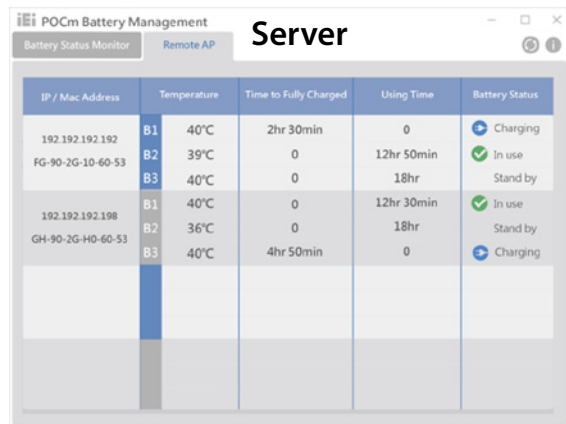 iEi POCm Battery Management
Server
Battery Status Monitor Remote AP
IP / Mac Address Temperature Time to Fully Charged Using Time Battery Status
192.192.192.192
FG-90-2G-10-60-53
B1 40°C 2hr 30min 0 Charging
B2 39°C 0 12hr 50min In use
B3 40°C 0 18hr Stand by
192.192.192.198
GH-90-2G-H0-60-53
B1 40°C 0 12hr 30min In use
B2 36°C 0 18hr Stand by
B3 40°C 4hr 50min 0 Charging